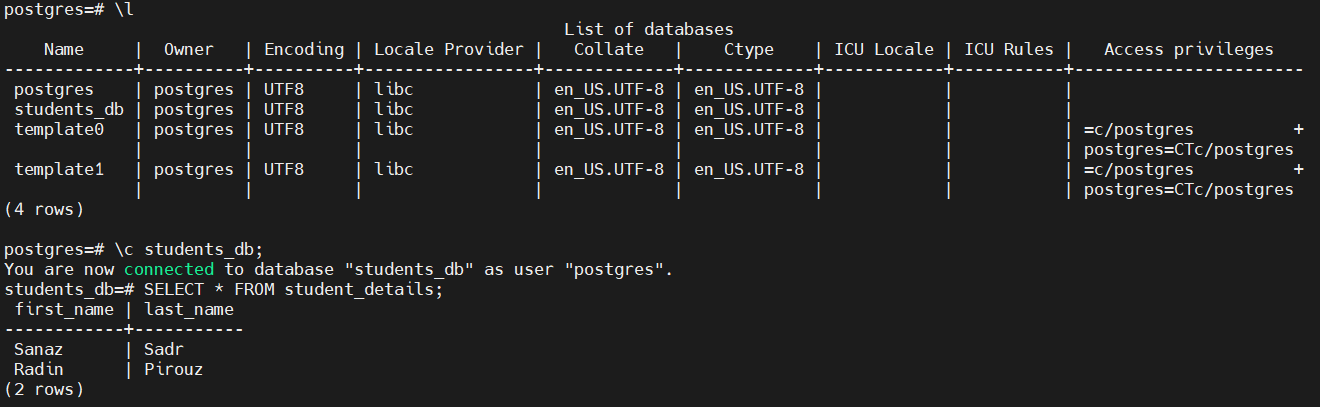 postgres=# \l
                                                        List of databases
    Name     |  Owner   | Encoding | Locale Provider |   Collate   |    Ctype    | ICU Locale | ICU Rules |   Access privileges
-------------+----------+----------+-----------------+-------------+-------------+------------+-----------+-----------------------
 postgres    | postgres | UTF8     | libc            | en_US.UTF-8 | en_US.UTF-8 |            |           |
 students_db | postgres | UTF8     | libc            | en_US.UTF-8 | en_US.UTF-8 |            |           |
 template0   | postgres | UTF8     | libc            | en_US.UTF-8 | en_US.UTF-8 |            |           | =c/postgres          +
             |          |          |                 |             |             |            |           | postgres=CTc/postgres
 template1   | postgres | UTF8     | libc            | en_US.UTF-8 | en_US.UTF-8 |            |           | =c/postgres          +
             |          |          |                 |             |             |            |           | postgres=CTc/postgres
(4 rows)

postgres=# \c students_db;
You are now connected to database "students_db" as user "postgres".
students_db=# SELECT * FROM student_details;
 first_name | last_name
------------+-----------
 Sanaz      | Sadr
 Radin      | Pirouz
(2 rows)